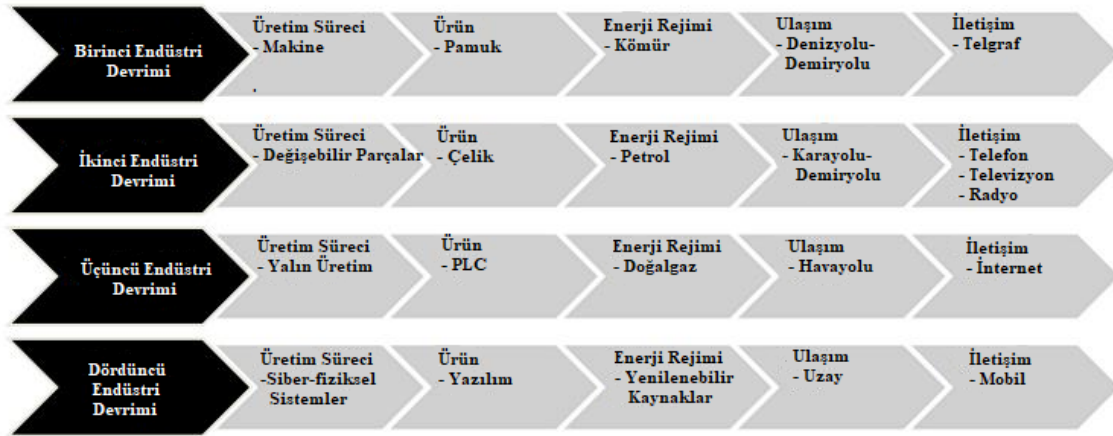 Birinci Endüstri
Devrimi
Üretim Süreci
- Makine
.
Ürün
- Pamuk
Enerji Rejimi
- Kömür
Ulaşım
- Denizyolu-
Demiryolu
İletişim
- Telgraf
İkinci Endüstri
Devrimi
Üretim Süreci
- Değişebilir Parçalar
Ürün
- Çelik
Enerji Rejimi
- Petrol
Ulaşım
- Karayolu-
Demiryolu
İletişim
- Telefon
- Televizyon
- Radyo
Üçüncü Endüstri
Devrimi
Üretim Süreci
- Yalın Üretim
Ürün
- PLC
Enerji Rejimi
- Doğalgaz
Ulaşım
- Havayolu
İletişim
- İnternet
Dördüncü
Endüstri
Devrimi
Üretim Süreci
-Siber-fiziksel
Sistemler
Ürün
- Yazılım
Enerji Rejimi
- Yenilenebilir
Kaynaklar
Ulaşım
- Uzay
İletişim
- Mobil